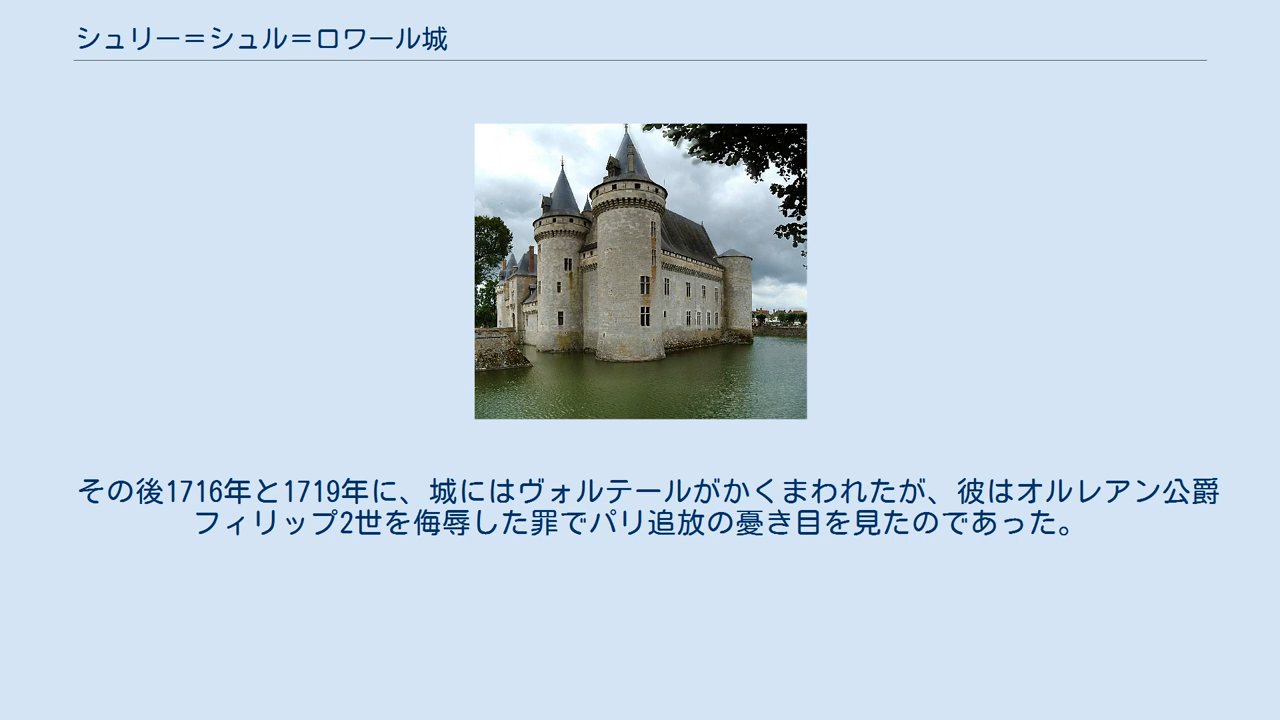 シュリー＝シュル＝ロワール城
その後1716年と1719年に、城にはヴォルテールがかくまわれたが、彼はオルレアン公爵
フィリップ2世を侮辱した罪でパリ追放の憂き目を見たのであった。